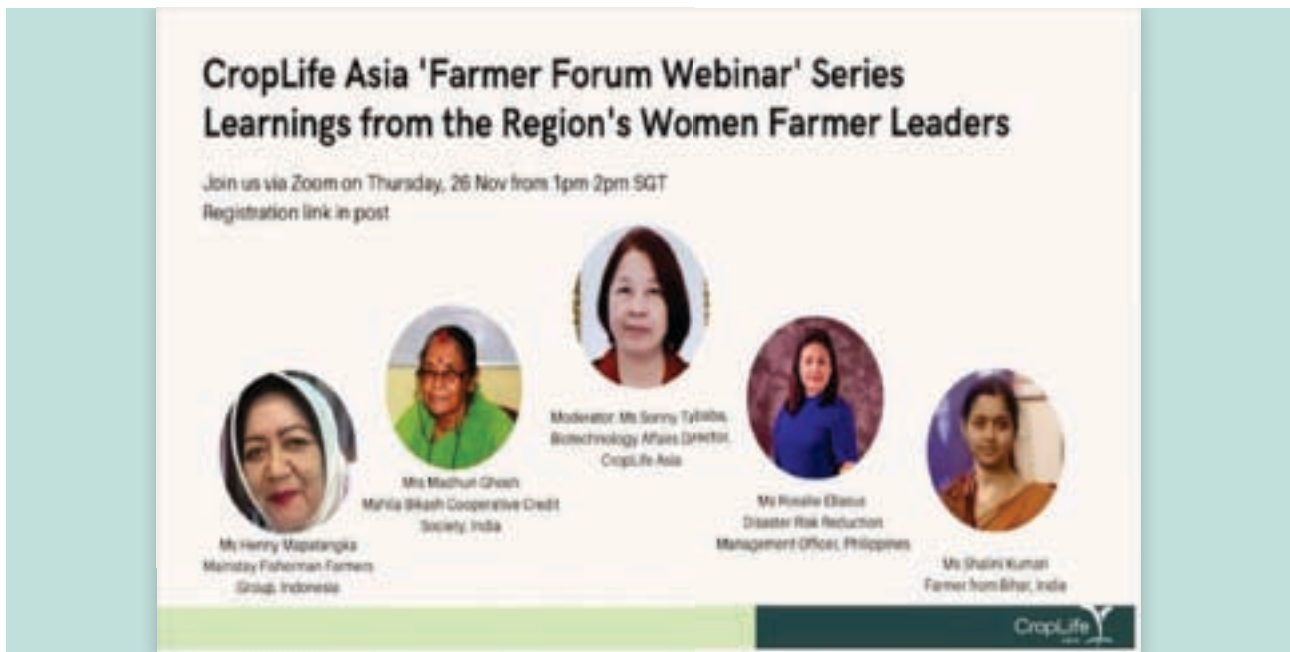 CropLife Asia 'Farmer Forum Webinar' Series
Learnings from the Region's Women Farmer Leaders
Join us via Zoom on Thursday, 26 Nov from 1pm 2pm SGT
Registration link in post
Moderator: Ms Sonny
Biotechnology Affairs Director,
CropLife Asia
Mrs Madhuri Ghosh
Mahila Bikash Cooperative Credit
Society, India
Ms Rosalie Ellasus
Disaster Risk Reduction
Management Officer, Philippines
Ms Henny Mapatangka
Mainstay Fisherman Farmers
Group, Indonesia
Ms Shalini Kumari
Farmer from Bihar, India
CropLife